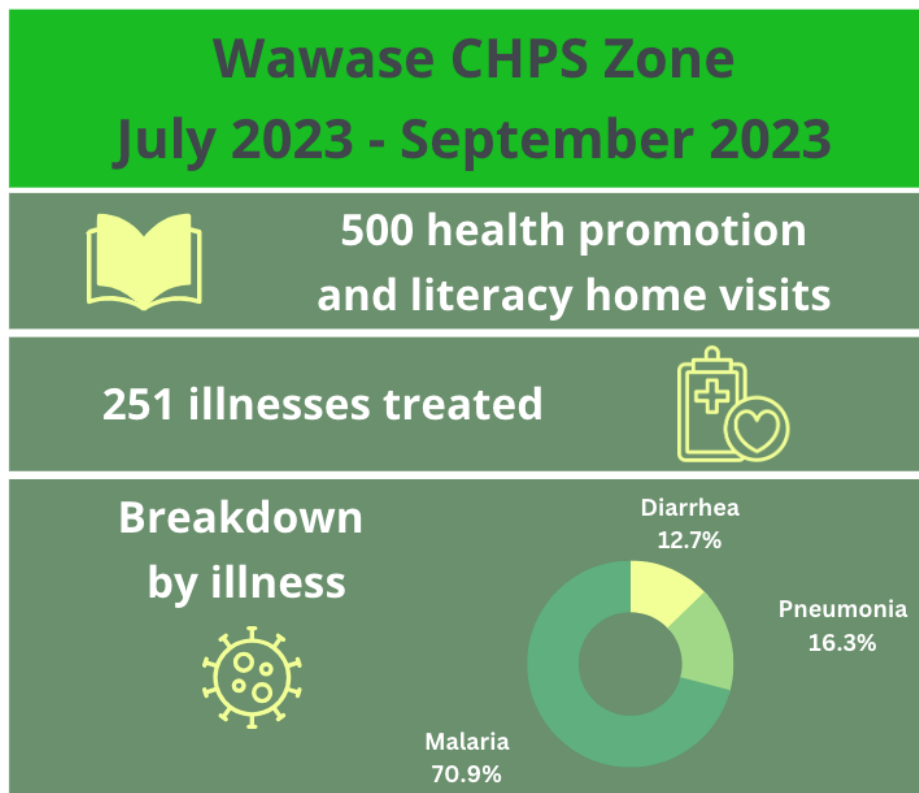 Wawase CHPS Zone
July 2023 - September 2023
500 health promotion
and literacy home visits
251 illnesses treated
Breakdown
by illness
Diarrhea
12.7%
Pneumonia
16.3%
Malaria
70.9%